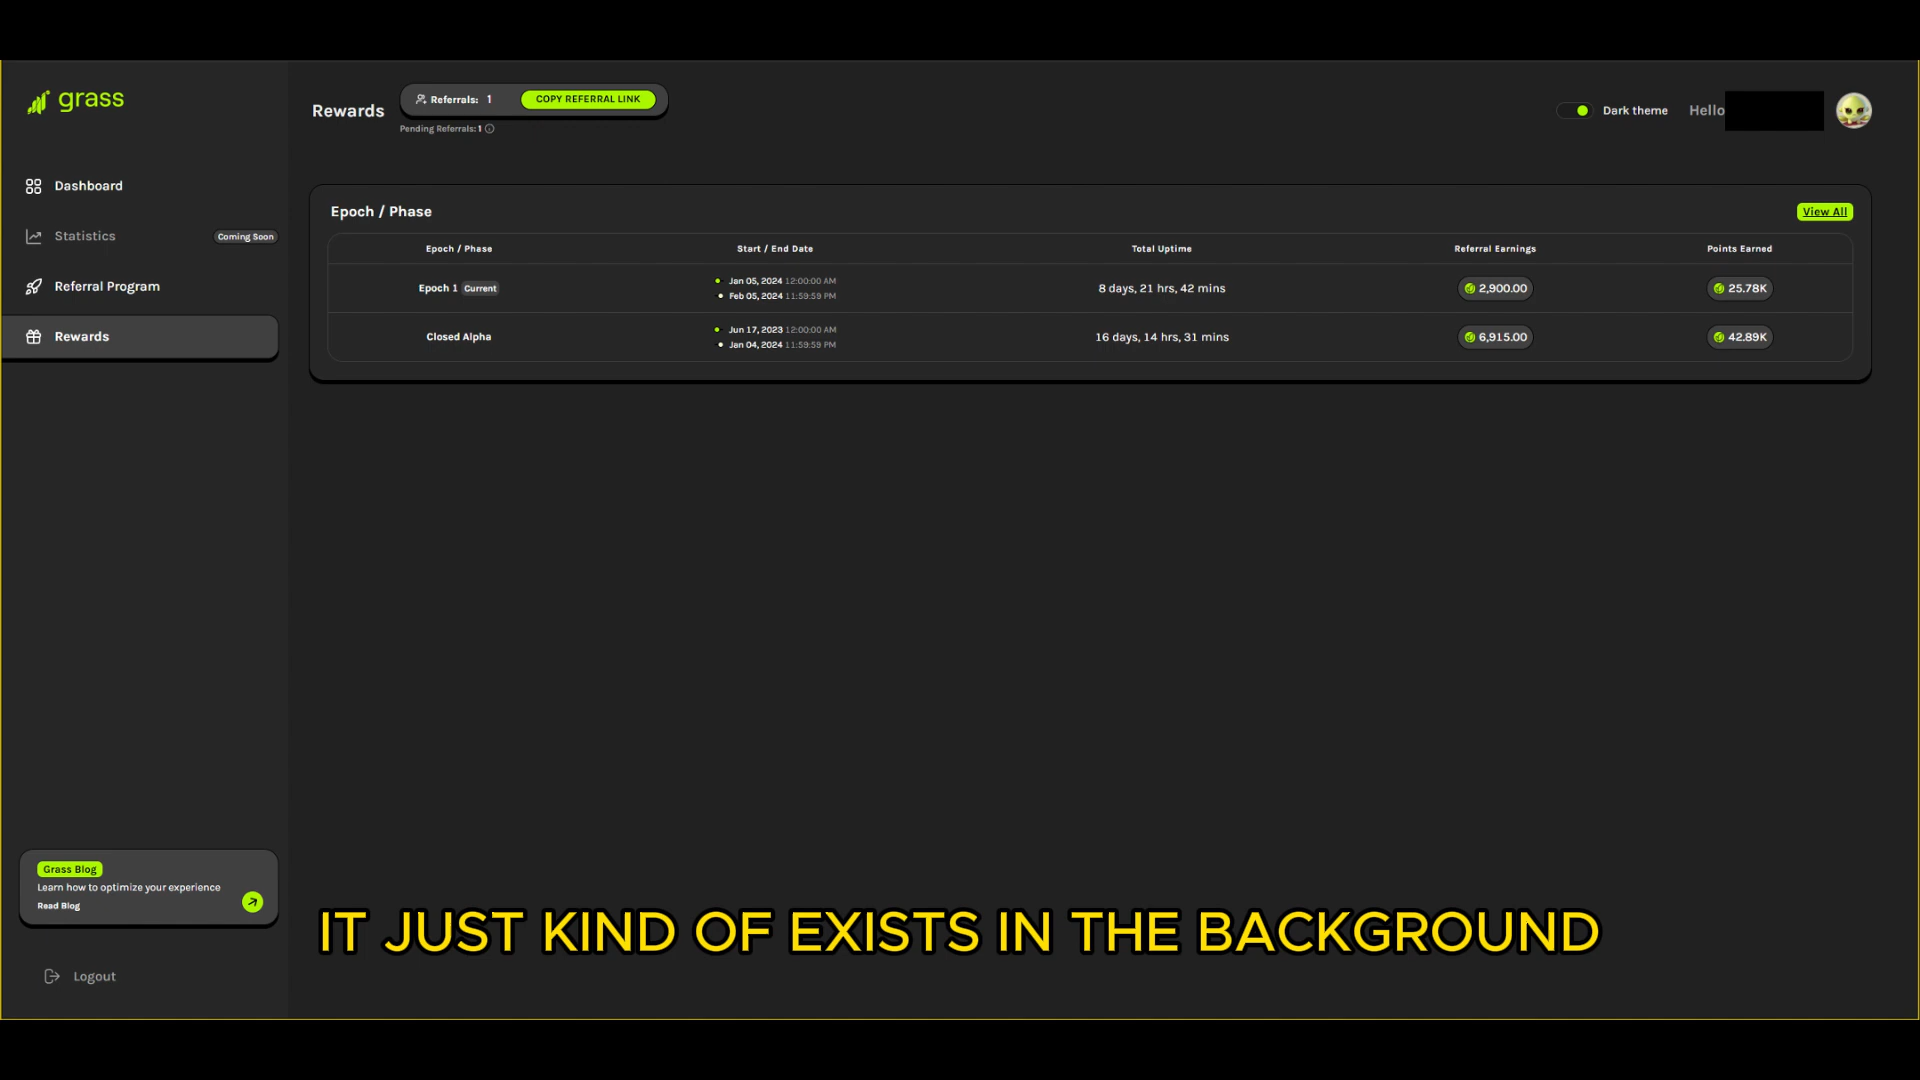 grass
Rewards
Referrals: 1
COPY REFERRAL LINK
Pending Referrals: 1
Dark theme
Hello
Dashboard
Statistics
Coming Soon
Referral Program
Rewards
Epoch / Phase
View All
Epoch / Phase Start / End Date Total Uptime Referral Earnings Points Earned
Epoch 1 Current
Jan 05, 2024 12:00:00 AM
Feb 05, 2024 11:59:59 PM
8 days, 21 hrs, 42 mins
2,900.00
25.78K
Closed Alpha
Jun 17, 2023 12:00:00 AM
Jan 04, 2024 11:59:59 PM
16 days, 14 hrs, 31 mins
6,915.00
42.89K
Grass Blog
Learn how to optimize your experience
Read Blog
IT JUST KIND OF EXISTS IN THE BACKGROUND
Logout